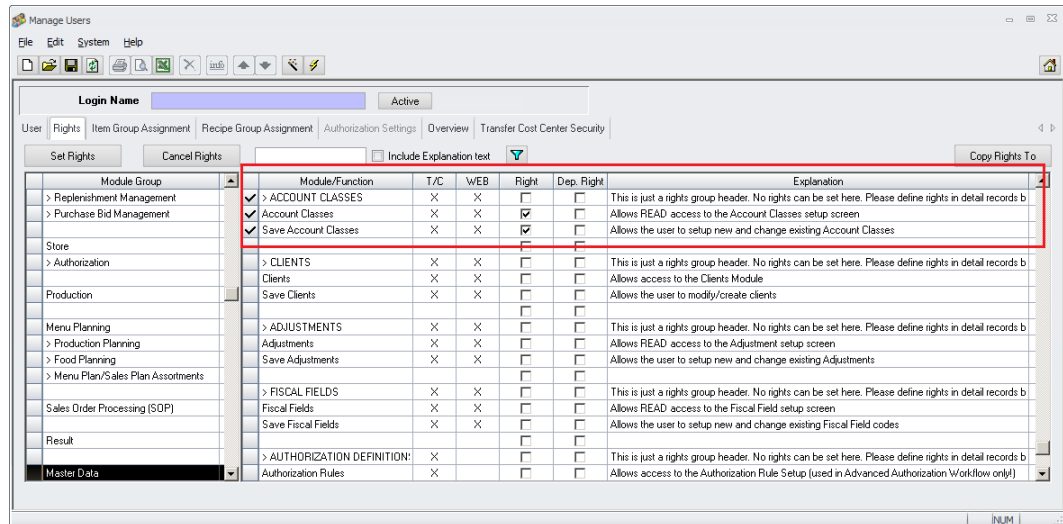 Manage Users
File Edit System Help
info
Login Name Active
User Rights Item Group Assignment Recipe Group Assignment Authorization Settings Overview Transfer Cost Center Security
Set Rights Cancel Rights Include Explanation text Copy Rights To
Module Group Module/Function T/C WEB Right Dep. Right Explanation
> Replenishment Management > ACCOUNT CLASSES X X This is just a rights group header. No rights can be set here. Please define rights in detail records b
> Purchase Bid Management Account Classes X X Allows READ access to the Account Classes setup screen
Save Account Classes X X Allows the user to setup new and change existing Account Classes
Store
> Authorization > CLIENTS X X This is just a rights group header. No rights can be set here. Please define rights in detail records b
Clients X X Allows access to the Clients Module
Production Save Clients X X Allows the user to modify/create clients
Menu Planning > ADJUSTMENTS X X This is just a rights group header. No rights can be set here. Please define rights in detail records b
> Production Planning Adjustments X X Allows READ access to the Adjustment setup screen
> Food Planning Save Adjustments X X Allows the user to setup new and change existing Adjustments
> Menu Plan/Sales Plan Assortments
> FISCAL FIELDS X X This is just a rights group header. No rights can be set here. Please define rights in detail records b
Sales Order Processing (SOP) Fiscal Fields X X Allows READ access to the Fiscal Field setup screen
Save Fiscal Fields X X Allows the user to setup new and change existing Fiscal Field codes
Result
> AUTHORIZATION DEFINITION: X This is just a rights group header. No rights can be set here. Please define rights in detail records b
Master Data Authorization Rules X Allows access to the Authorization Rule Setup (used in Advanced Authorization Workflow only!)
NUM